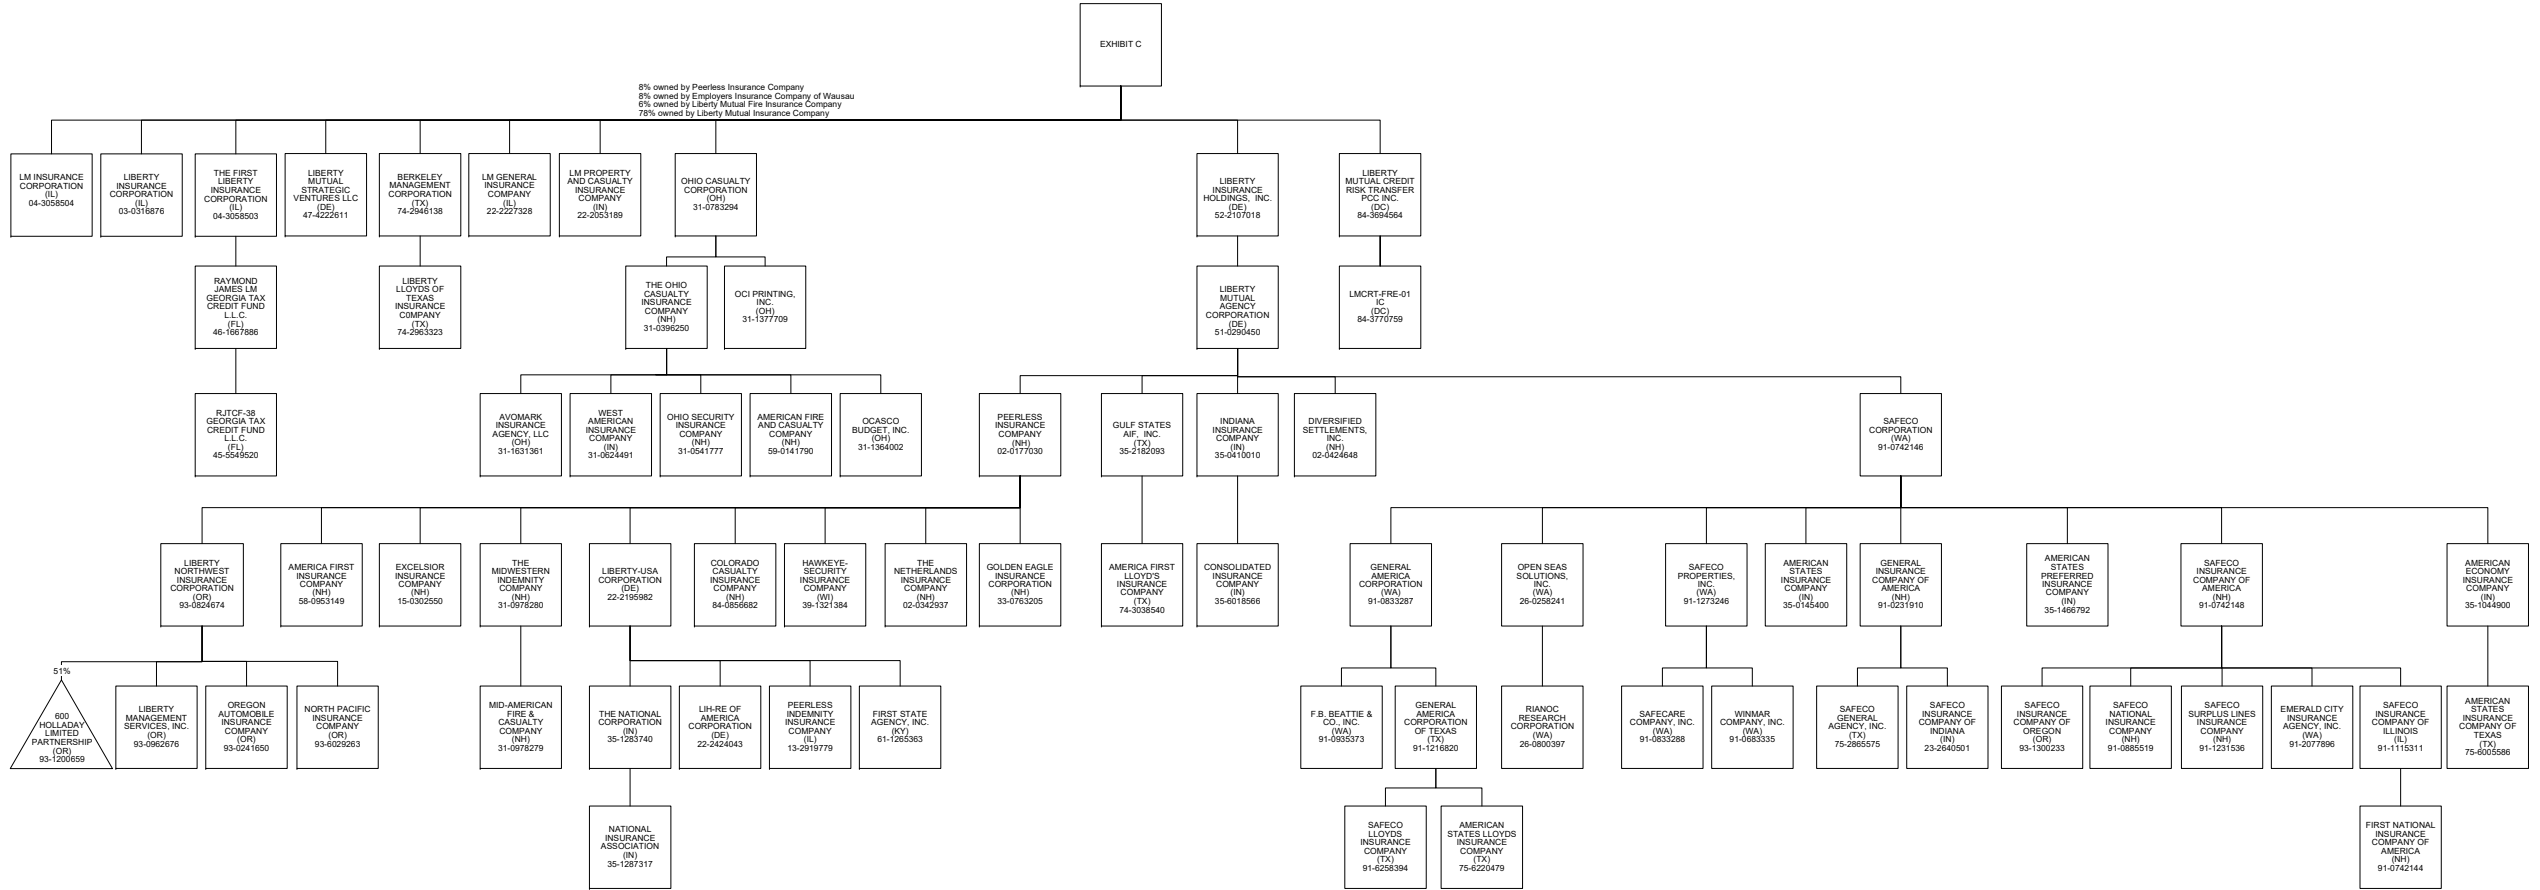 EXHIBIT C
8% owned by Peerless Insurance Company
8% owned by Employers Insurance Company of Wausau
6% owned by Liberty Mutual Fire Insurance Company
78% owned by Liberty Mutual Insurance Company
LM INSURANCE
CORPORATION
(IL)
04-3058504
LIBERTY
INSURANCE
CORPORATION
(IL)
03-0316876
THE FIRST
LIBERTY
INSURANCE
CORPORATION
(IL)
04-3058503
LIBERTY
MUTUAL
STRATEGIC
VENTURES LLC
(DE)
47-4222611
BERKELEY
MANAGEMENT
CORPORATION
(TX)
74-2946138
LM GENERAL
INSURANCE
COMPANY
(IL)
22-2227328
LM PROPERTY
AND CASUALTY
INSURANCE
COMPANY
(IN)
22-2053189
OHIO CASUALTY
CORPORATION
(OH)
31-0783294
LIBERTY
INSURANCE
HOLDINGS, INC.
(DE)
52-2107018
LIBERTY
MUTUAL CREDIT
RISK TRANSFER
PCC INC.
(DC)
84-3694564
RAYMOND
JAMES LM
GEORGIA TAX
CREDIT FUND
L.L.C.
(FL)
46-1667886
LIBERTY
LLOYDS OF
TEXAS
INSURANCE
C0MPANY
(TX)
74-2963323
THE OHIO
CASUALTY
INSURANCE
COMPANY
(NH)
31-0396250
OCI PRINTING,
INC.
(OH)
31-1377709
LIBERTY
MUTUAL
AGENCY
CORPORATION
(DE)
51-0290450
LMCRT-FRE-01
IC
(DC)
84-3770759
RJTCF-38
GEORGIA TAX
CREDIT FUND
L.L.C.
(FL)
45-5549520
AVOMARK
INSURANCE
AGENCY, LLC
(OH)
31-1631361
WEST
AMERICAN
INSURANCE
COMPANY
(IN)
31-0624491
OHIO SECURITY
INSURANCE
COMPANY
(NH)
31-0541777
AMERICAN FIRE
AND CASUALTY
COMPANY
(NH)
59-0141790
OCASCO
BUDGET, INC.
(OH)
31-1364002
PEERLESS
INSURANCE
COMPANY
(NH)
02-0177030
GULF STATES
AIF, INC.
(TX)
35-2182093
INDIANA
INSURANCE
COMPANY
(IN)
35-0410010
DIVERSIFIED
SETTLEMENTS,
INC.
(NH)
02-0424648
SAFECO
CORPORATION
(WA)
91-0742146
LIBERTY
NORTHWEST
INSURANCE
CORPORATION
(OR)
93-0824674
AMERICA FIRST
INSURANCE
COMPANY
(NH)
58-0953149
EXCELSIOR
INSURANCE
COMPANY
(NH)
15-0302550
THE
MIDWESTERN
INDEMNITY
COMPANY
(NH)
31-0978280
LIBERTY-USA
CORPORATION
(DE)
22-2195982
COLORADO
CASUALTY
INSURANCE
COMPANY
(NH)
84-0856682
HAWKEYE-
SECURITY
INSURANCE
COMPANY
(WI)
39-1321384
THE
NETHERLANDS
INSURANCE
COMPANY
(NH)
02-0342937
GOLDEN EAGLE
INSURANCE
CORPORATION
(NH)
33-0763205
AMERICA FIRST
LLOYD'S
INSURANCE
COMPANY
(TX)
74-3038540
CONSOLIDATED
INSURANCE
COMPANY
(IN)
35-6018566
GENERAL
AMERICA
CORPORATION
(WA)
91-0833287
OPEN SEAS
SOLUTIONS,
INC.
(WA)
26-0258241
SAFECO
PROPERTIES,
INC.
(WA)
91-1273246
AMERICAN
STATES
INSURANCE
COMPANY
(IN)
35-0145400
GENERAL
INSURANCE
COMPANY OF
AMERICA
(NH)
91-0231910
AMERICAN
STATES
PREFERRED
INSURANCE
COMPANY
(IN)
35-1466792
SAFECO
INSURANCE
COMPANY OF
AMERICA
(NH)
91-0742148
AMERICAN
ECONOMY
INSURANCE
COMPANY
(IN)
35-1044900
51%
600
HOLLADAY
LIMITED
PARTNERSHIP
(OR)
93-1200659
LIBERTY
MANAGEMENT
SERVICES, INC.
(OR)
93-0962676
OREGON
AUTOMOBILE
INSURANCE
COMPANY
(OR)
93-0241650
NORTH PACIFIC
INSURANCE
COMPANY
(OR)
93-6029263
MID-AMERICAN
FIRE &
CASUALTY
COMPANY
(NH)
31-0978279
THE NATIONAL
CORPORATION
(IN)
35-1283740
LIH-RE OF
AMERICA
CORPORATION
(DE)
22-2424043
PEERLESS
INDEMNITY
INSURANCE
COMPANY
(IL)
13-2919779
FIRST STATE
AGENCY, INC.
(KY)
61-1265363
F.B. BEATTIE &
CO., INC.
(WA)
91-0935373
GENERAL
AMERICA
CORPORATION
OF TEXAS
(TX)
91-1216820
RIANOC
RESEARCH
CORPORATION
(WA)
26-0800397
SAFECARE
COMPANY, INC.
(WA)
91-0833288
WINMAR
COMPANY, INC.
(WA)
91-0683335
SAFECO
GENERAL
AGENCY, INC.
(TX)
75-2865575
SAFECO
INSURANCE
COMPANY OF
INDIANA
(IN)
23-2640501
SAFECO
INSURANCE
COMPANY OF
OREGON
(OR)
93-1300233
SAFECO
NATIONAL
INSURANCE
COMPANY
(NH)
91-0885519
SAFECO
SURPLUS LINES
INSURANCE
COMPANY
(NH)
91-1231536
EMERALD CITY
INSURANCE
AGENCY, INC.
(WA)
91-2077896
SAFECO
INSURANCE
COMPANY OF
ILLINOIS
(IL)
91-1115311
AMERICAN
STATES
INSURANCE
COMPANY OF
TEXAS
(TX)
75-6005586
NATIONAL
INSURANCE
ASSOCIATION
(IN)
35-1287317
SAFECO
LLOYDS
INSURANCE
COMPANY
(TX)
91-6258394
AMERICAN
STATES LLOYDS
INSURANCE
COMPANY
(TX)
75-6220479
FIRST NATIONAL
INSURANCE
COMPANY OF
AMERICA
(NH)
91-0742144